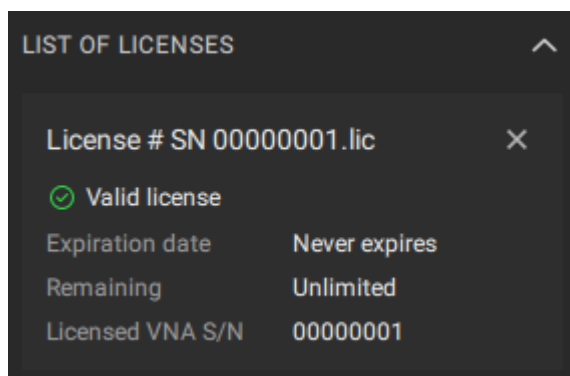 LIST OF LICENSES
License # SN 00000001.lic
Valid license
Expiration date Never expires
Remaining Unlimited
Licensed VNA S/N 00000001